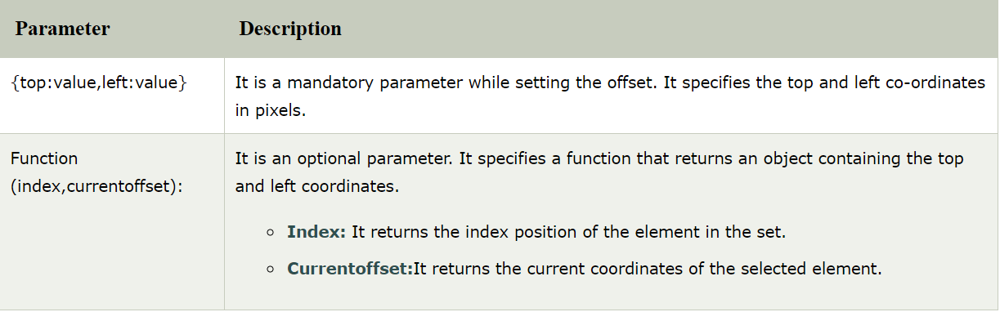 Parameter Description
{top:value,left:value} It is a mandatory parameter while setting the offset. It specifies the top and left co-ordinates
in pixels.
Function It is an optional parameter. It specifies a function that returns an object containing the top
(index,currentoffset): and left coordinates.
Index: It returns the index position of the element in the set.
Currentoffset:It returns the current coordinates of the selected element.